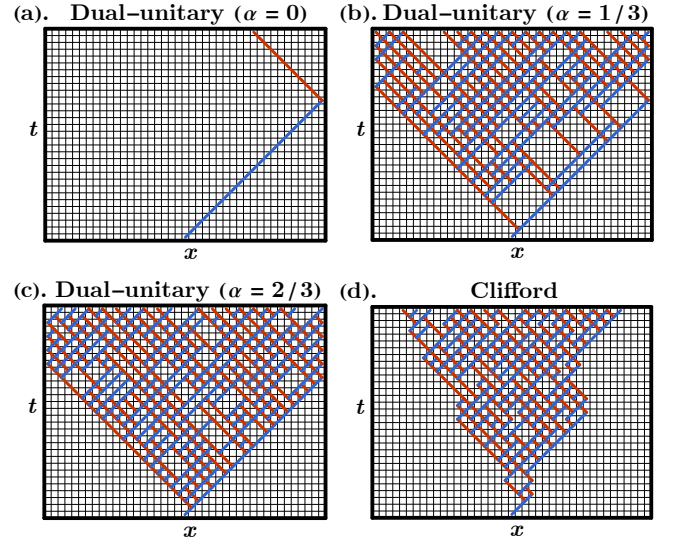 (a). Dual-unitary (α = 0)
(b). Dual-unitary (α = 1/3)
t
t
x
x
(c). Dual-unitary (α = 2/3)
(d). Clifford
t
t
x
x